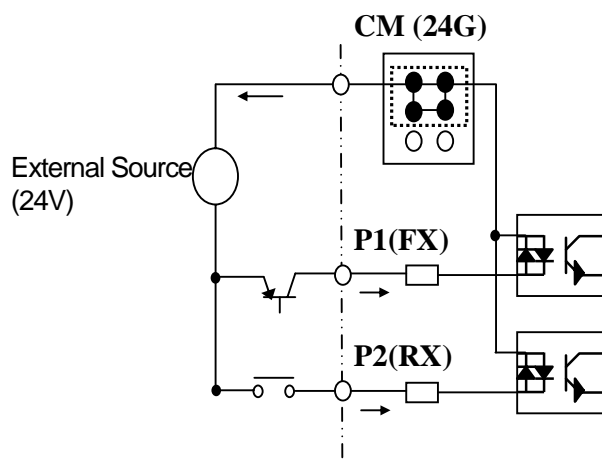 CM (24G)
External Source
(24V)
P1(FX)
P2(RX)